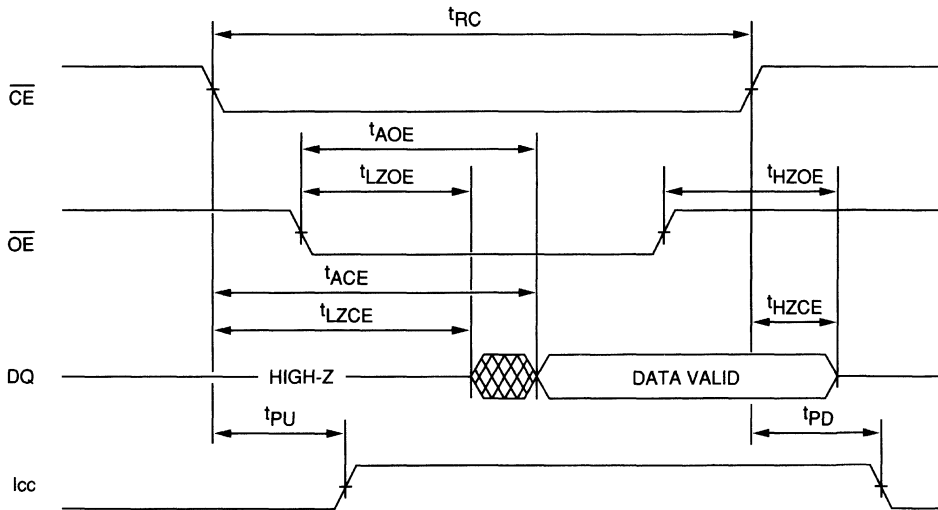 tRC
CE
tAOE
tLZOE
tHZOE
OE
tACE
tLZCE
tHZCE
DQ
HIGH-Z
DATA VALID
tPU
tPD
Icc